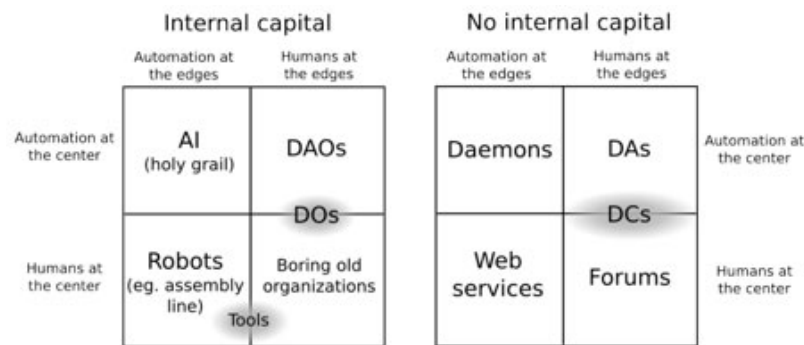 Internal capital
No internal capital
Automation at
the edges
Humans at
the edges
Automation at
the edges
Humans at
the edges
Automation at
the center
AI
(holy grail)
DAOs
Daemons
DAs
Automation at
the center
DOs
DCs
Humans at
the center
Robots
(eg. assembly
line)
Boring old
organizations
Web
services
Forums
Humans at
the center
Tools